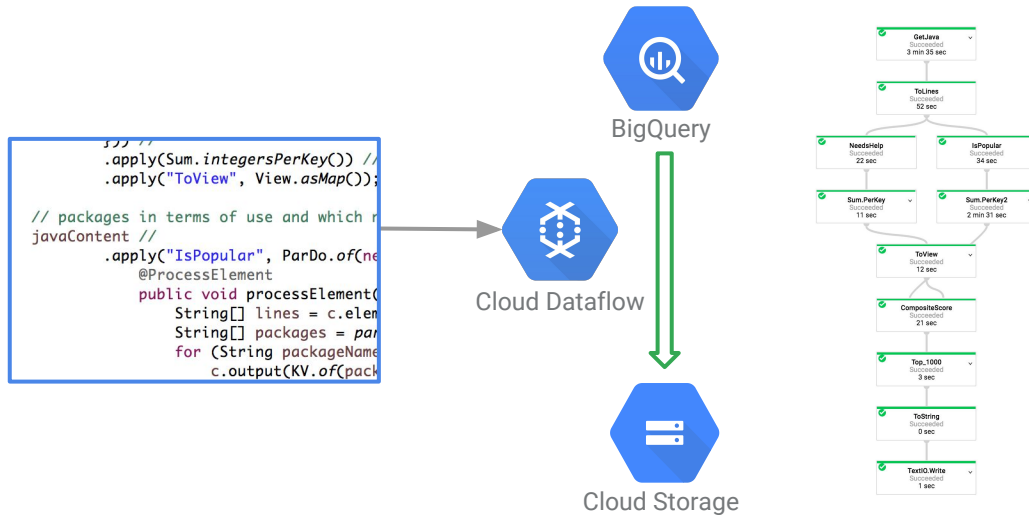 })) //
.apply(Sum.integersPerKey()) //
.apply("ToView", View.asMap());
// packages in terms of use and which
javaContent //
.apply("IsPopular", ParDo.of(ne
@ProcessElement
public void processElement(
String[] lines = c.elem
String[] packages = par
for (String packageName
c.output(KV.of(pack
BigQuery
Cloud Dataflow
Cloud Storage
GetJava
Succeeded
3 min 35 sec
ToLines
Succeeded
52 sec
NeedsHelp
Succeeded
22 sec
IsPopular
Succeeded
34 sec
Sum.PerKey
Succeeded
11 sec
Sum.PerKey2
Succeeded
2 min 31 sec
ToView
Succeeded
12 sec
CompositeScore
Succeeded
21 sec
Top_1000
Succeeded
3 sec
ToString
Succeeded
0 sec
TextIO.Write
Succeeded
1 sec